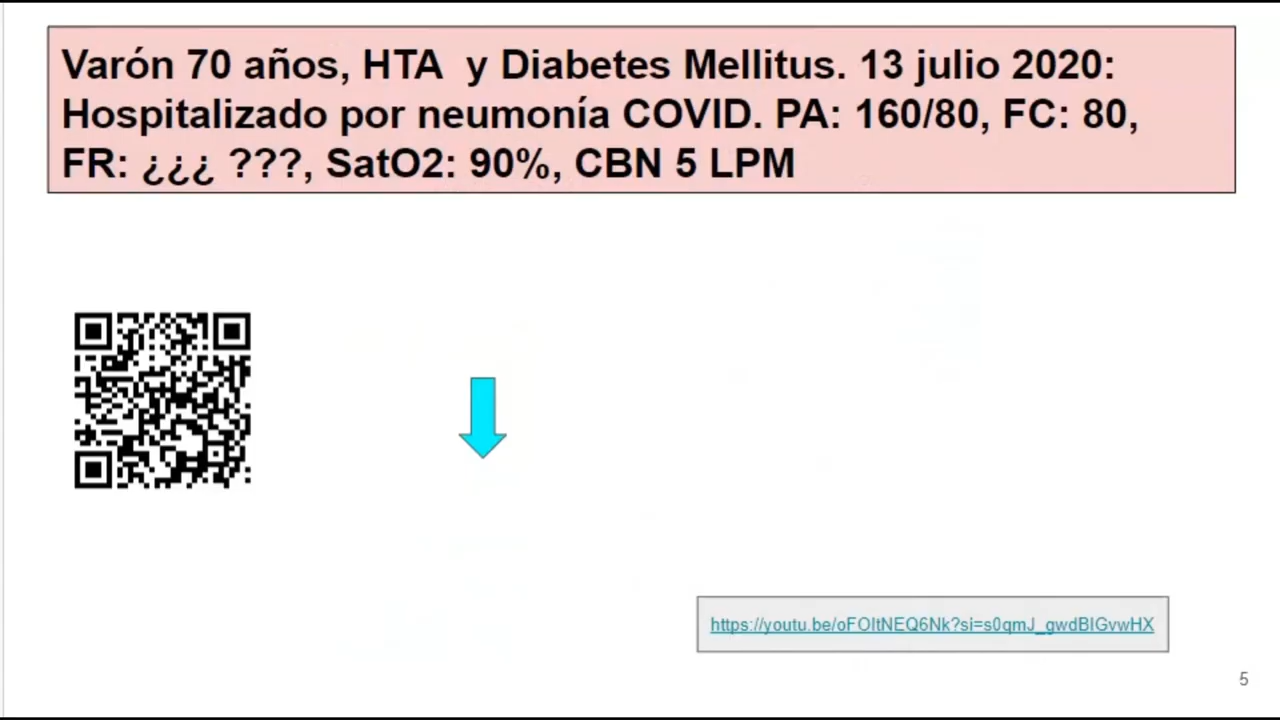 Varón 70 años, HTA y Diabetes Mellitus. 13 julio 2020:
Hospitalizado por neumonía COVID. PA: 160/80, FC: 80,
FR: ¿¿¿ ???, SatO2: 90%, CBN 5 LPM
https://youtu.be/oFOItNEQ6Nk?si=s0qmJ_gwdBIGvwHX
5